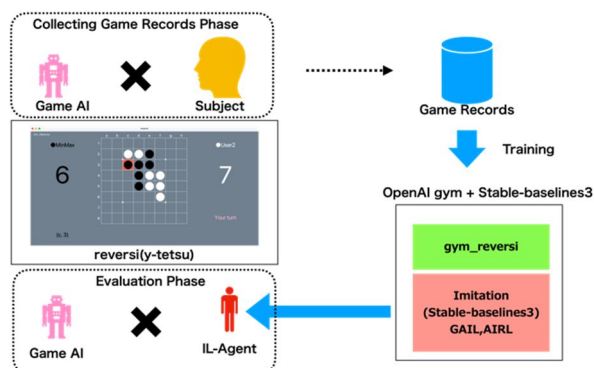 Collecting Game Records Phase
Game AI
Subject
Game Records
Training
MinMax
User2
6
7
Your turn
reversi(y-tetsu)
OpenAI gym + Stable-baselines3
gym_reversi
Imitation
(Stable-baselines3)
GAIL,AIRL
Evaluation Phase
Game AI
IL-Agent